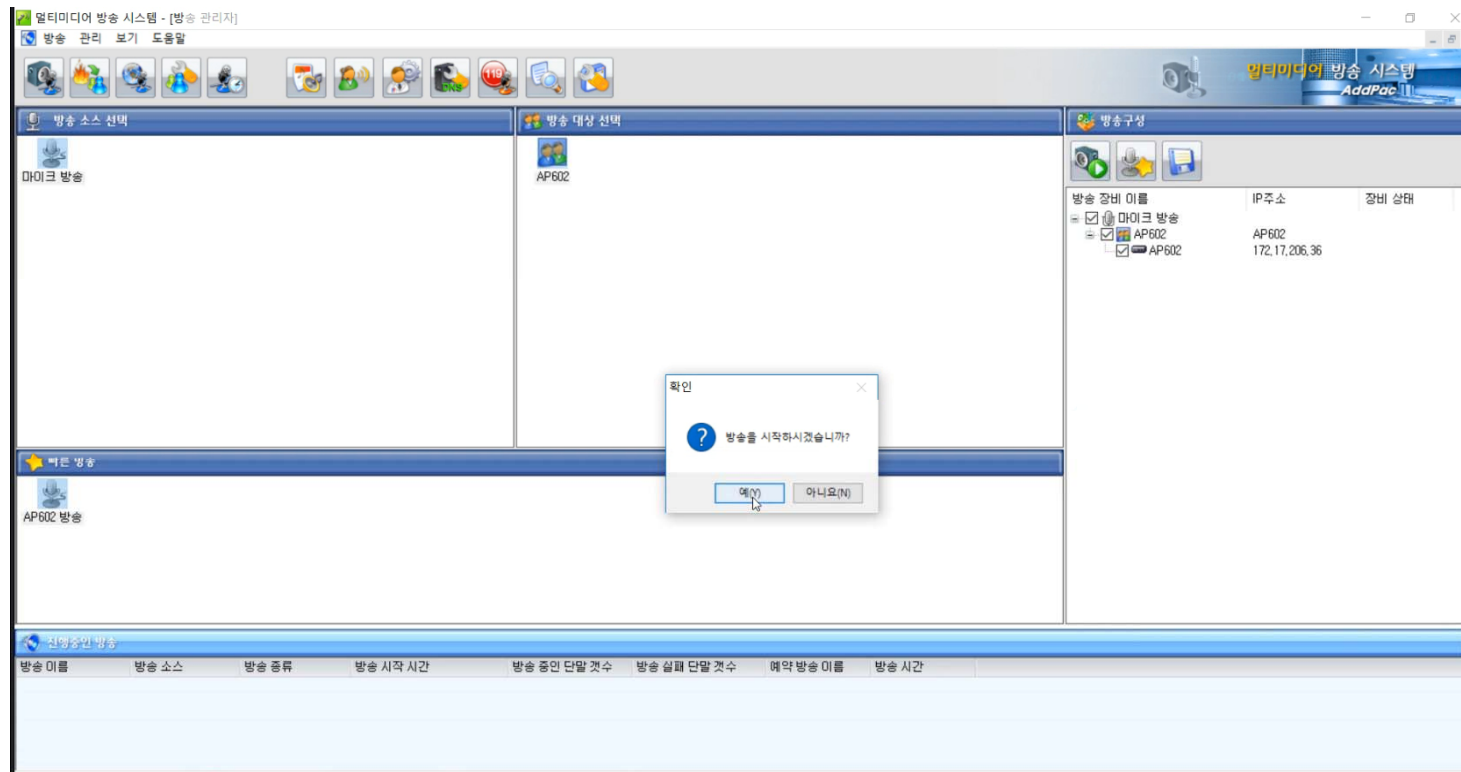 멀티미디어 방송 시스템 - [방송 관리자]
방송 관리 보기 도움말
119
DNS
멀티미디어 방송 시스템
AddPac
방송 소스 선택
방송 대상 선택
방송구성
마이크 방송
AP602
방송 장비 이름 IP주소 장비 상태
마이크 방송
AP602 AP602
AP602 172,17,206,36
확인
방송을 시작하시겠습니까?
예(Y) 아니요(N)
빠른 방송
AP602 방송
진행중인 방송
방송 이름 방송 소스 방송 종류 방송 시작 시간 방송 중인 단말 갯수 방송 실패 단말 갯수 예약 방송 이름 방송 시간